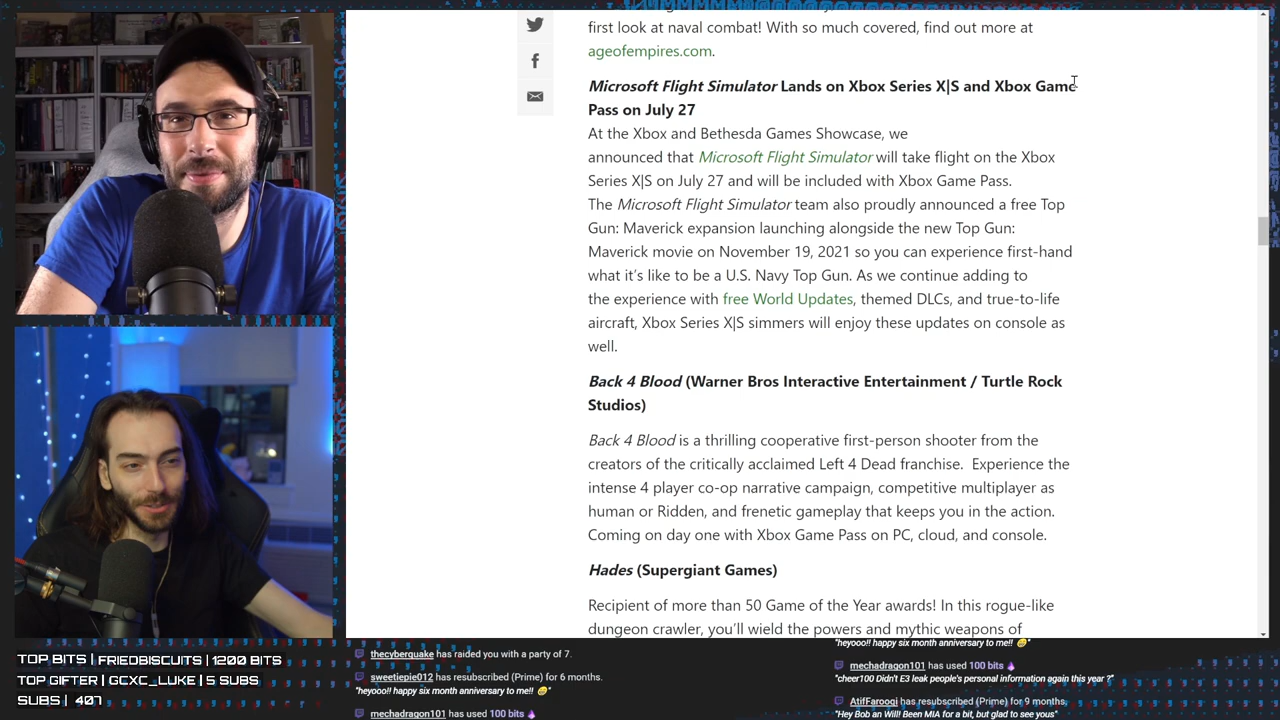 first look at naval combat! With so much covered, find out more at
ageofempires.com.
Microsoft Flight Simulator Lands on Xbox Series X|S and Xbox Game
Pass on July 27
At the Xbox and Bethesda Games Showcase, we
announced that Microsoft Flight Simulator will take flight on the Xbox
Series X|S on July 27 and will be included with Xbox Game Pass.
The Microsoft Flight Simulator team also proudly announced a free Top
Gun: Maverick expansion launching alongside the new Top Gun:
Maverick movie on November 19, 2021 so you can experience first-hand
what it's like to be a U.S. Navy Top Gun. As we continue adding to
the experience with free World Updates, themed DLCs, and true-to-life
aircraft, Xbox Series X|S simmers will enjoy these updates on console as
well.
Back 4 Blood (Warner Bros Interactive Entertainment / Turtle Rock
Studios)
Back 4 Blood is a thrilling cooperative first-person shooter from the
creators of the critically acclaimed Left 4 Dead franchise.  Experience the
intense 4 player co-op narrative campaign, competitive multiplayer as
human or Ridden, and frenetic gameplay that keeps you in the action.
Coming on day one with Xbox Game Pass on PC, cloud, and console.
Hades (Supergiant Games)
Recipient of more than 50 Game of the Year awards! In this rogue-like
dungeon crawler, you'll wield the powers and mythic weapons of
TOP BITS | FRIEDBISCUITS | 1200 BITS
TOP GIFTER | GCXC_LUKE | 5 SUBS
SUBS | 407
thecyberquake has raided you with a party of 7.
sweetiepie012 has resubscribed (Prime) for 6 months.
"heyooo!! happy six month anniversary to me!! 🤣"
mechadragon101 has used 100 bits
"heyooo!! happy six month anniversary to me!! 🤣"
mechadragon101 has used 100 bits
"cheer100 Didn't E3 leak people's personal information again this year ?"
AtifFarooqi has resubscribed (Prime) for 9 months.
"Hey Bob an Will! Been MIA for a bit, but glad to see yous"